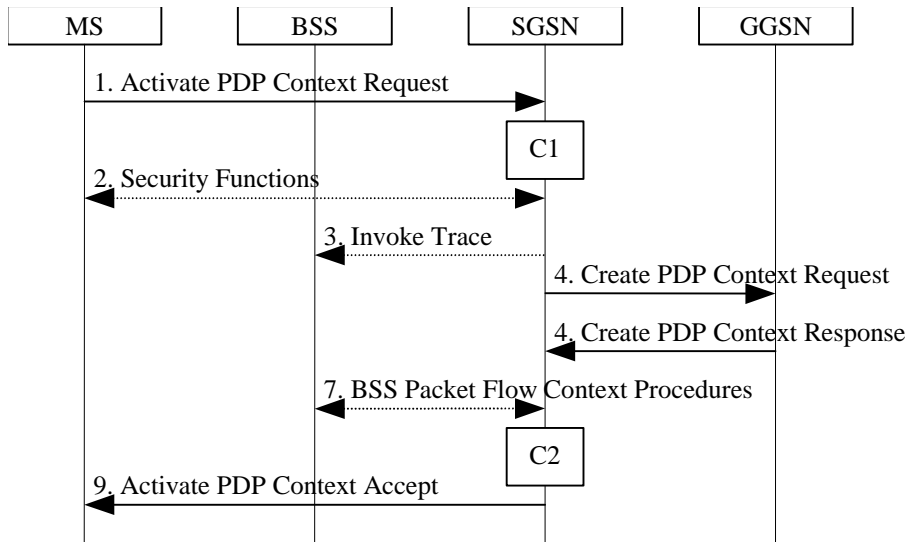 MS BSS SGSN GGSN
1. Activate PDP Context Request
C1
2. Security Functions
3. Invoke Trace
4. Create PDP Context Request
4. Create PDP Context Response
7. BSS Packet Flow Context Procedures
C2
9. Activate PDP Context Accept